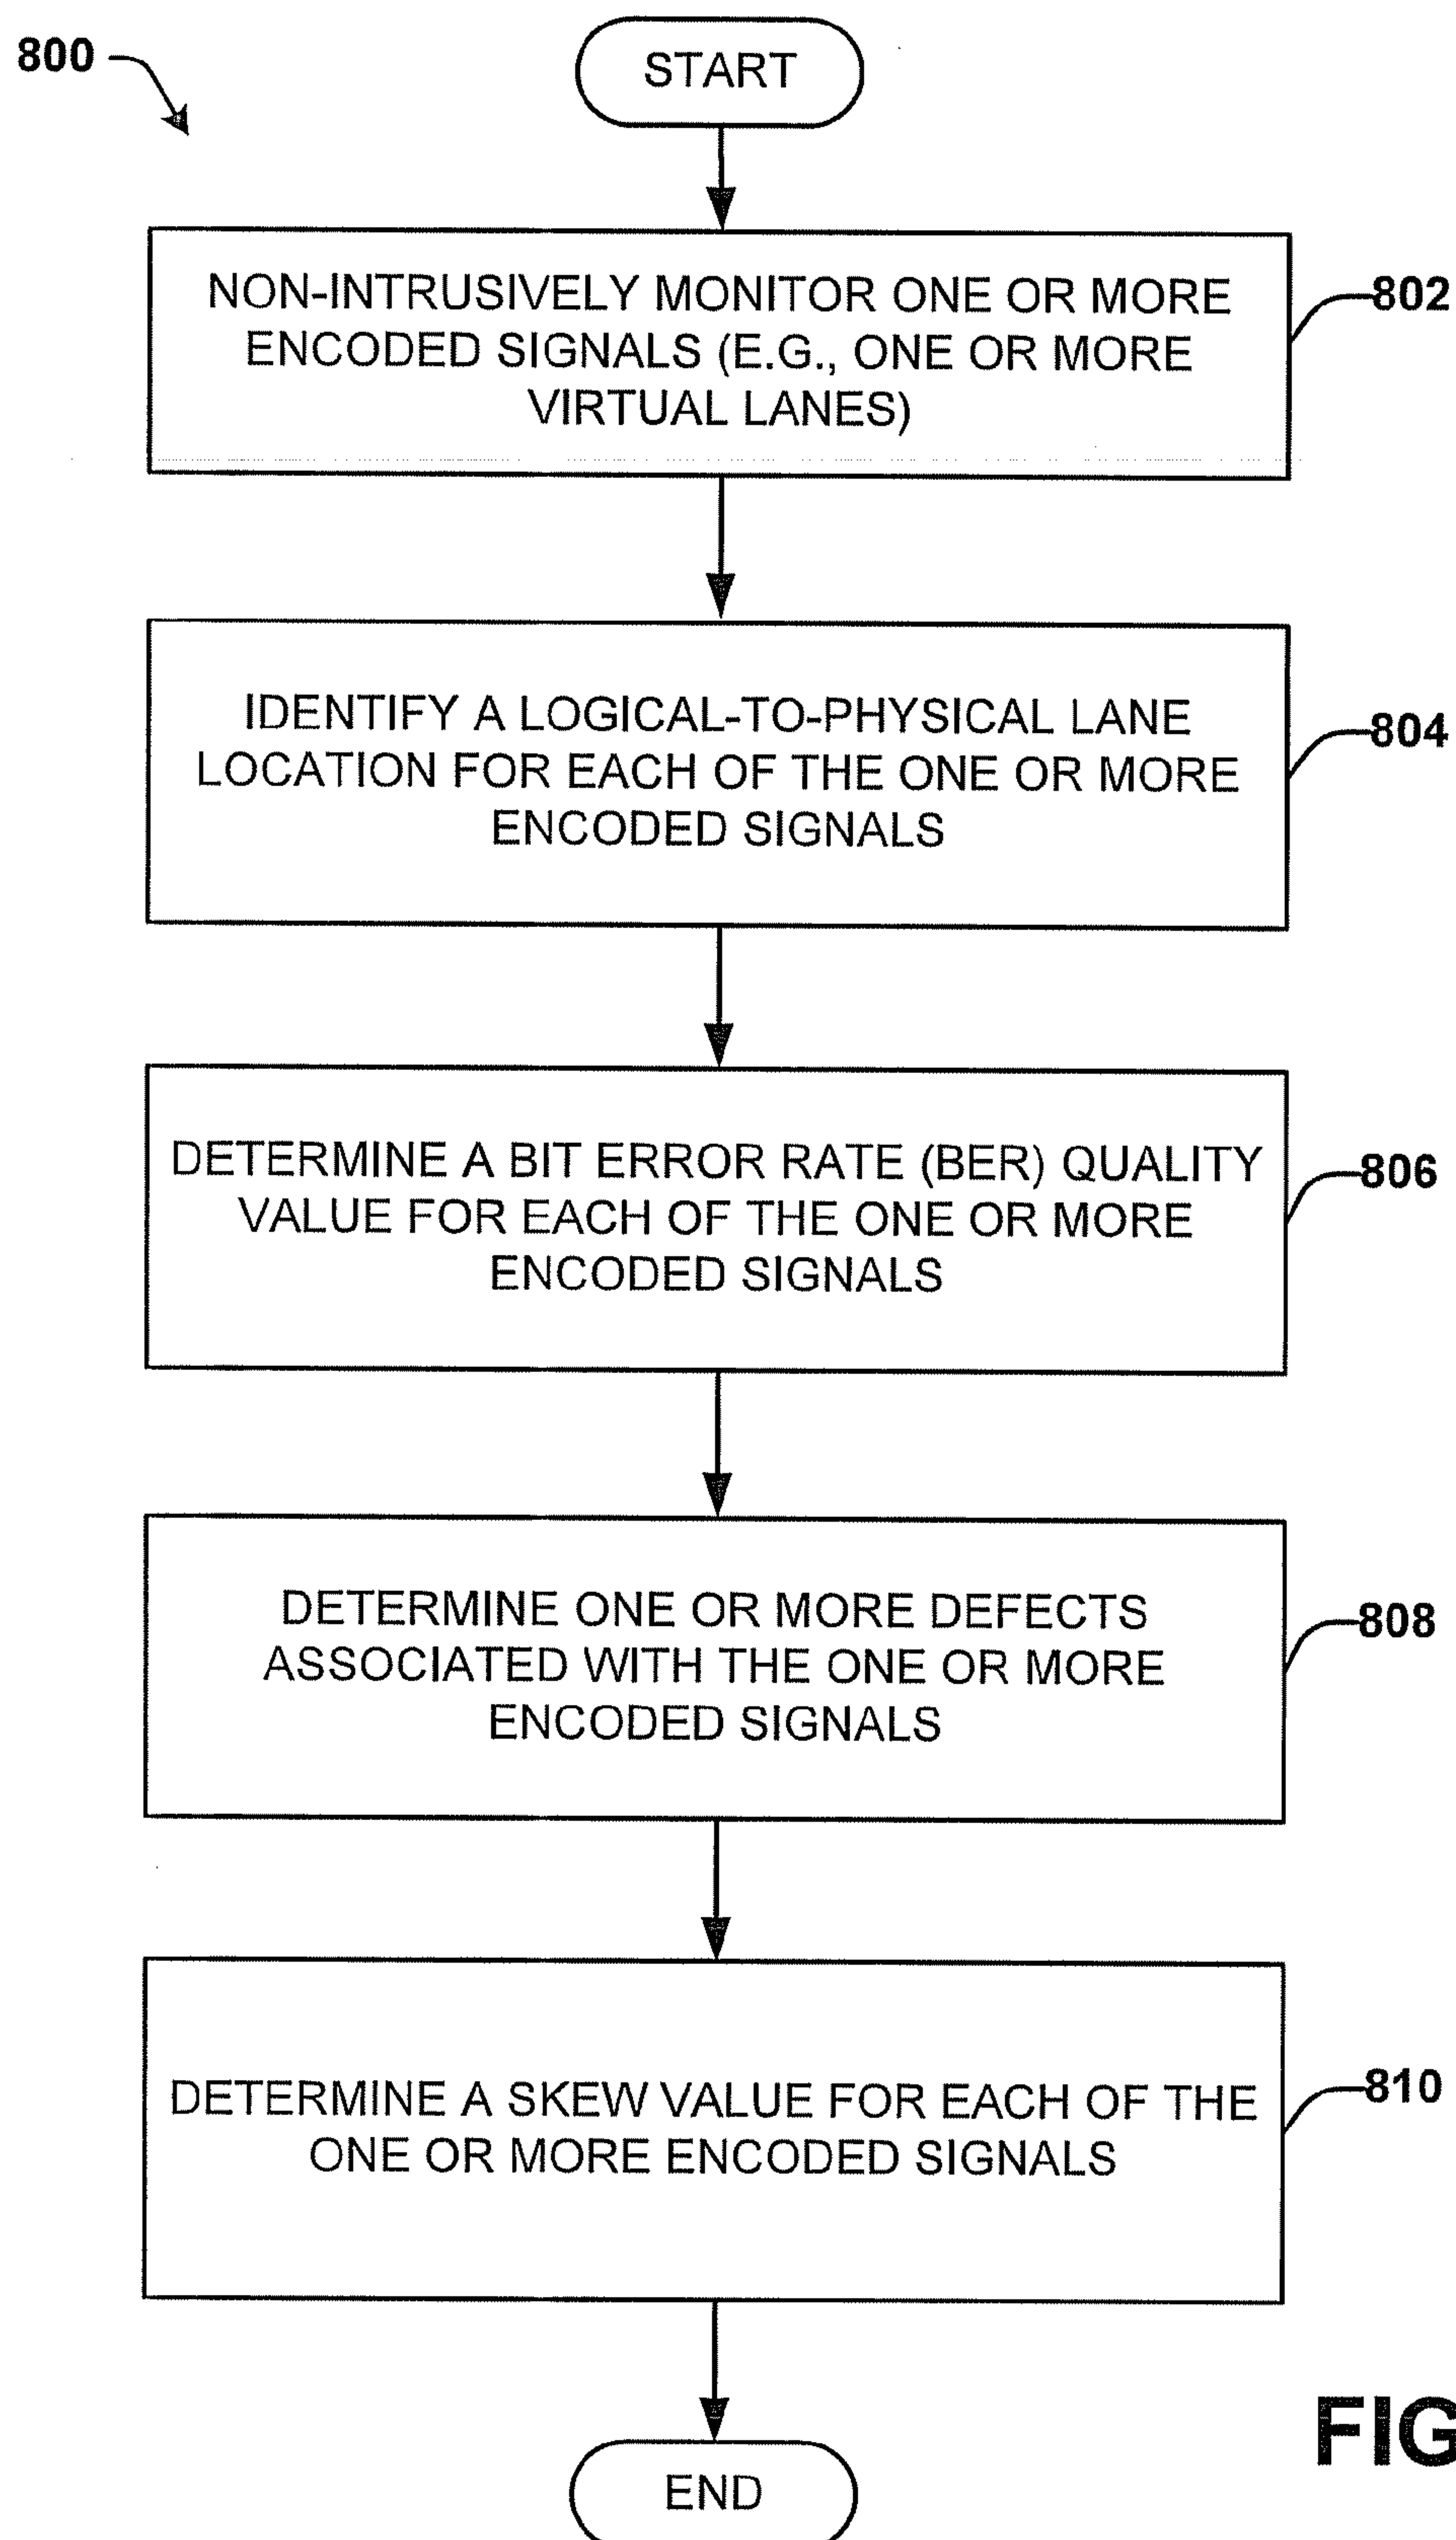 800
START
NON-INTRUSIVELY MONITOR ONE OR MORE
ENCODED SIGNALS (E.G., ONE OR MORE
VIRTUAL LANES)
802
IDENTIFY A LOGICAL-TO-PHYSICAL LANE
LOCATION FOR EACH OF THE ONE OR MORE
ENCODED SIGNALS
804
DETERMINE A BIT ERROR RATE (BER) QUALITY
VALUE FOR EACH OF THE ONE OR MORE
ENCODED SIGNALS
806
DETERMINE ONE OR MORE DEFECTS
ASSOCIATED WITH THE ONE OR MORE
ENCODED SIGNALS
808
DETERMINE A SKEW VALUE FOR EACH OF THE
ONE OR MORE ENCODED SIGNALS
810
END
FIG